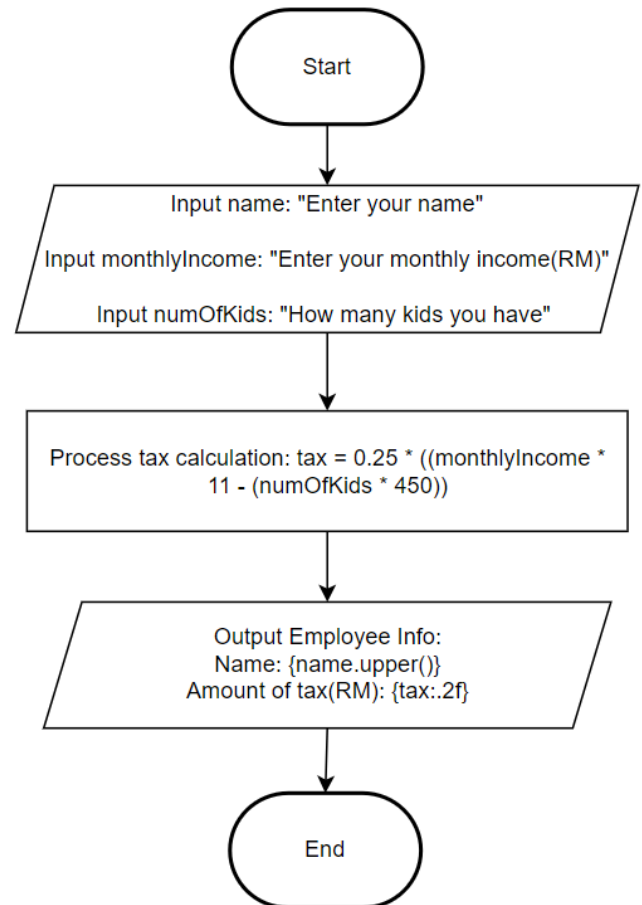 Start
Input name: "Enter your name"
Input monthlyIncome: "Enter your monthly income(RM)"
Input numOfKids: "How many kids you have"
Process tax calculation: tax = 0.25 * ((monthlyIncome *
11 - (numOfKids * 450))
Output Employee Info:
Name: {name.upper()}
Amount of tax(RM): {tax:.2f}
End